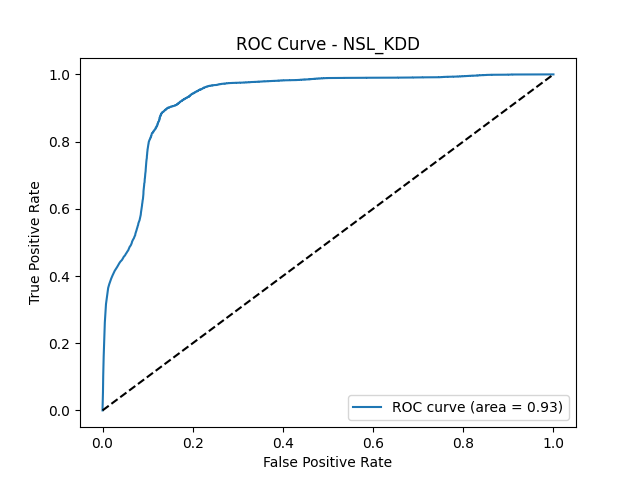 ROC Curve - NSL_KDD
1.0
0.8
0.6
0.4
0.2
0.0
True Positive Rate
ROC curve (area = 0.93)
0.0 0.2 0.4 0.6 0.8 1.0
False Positive Rate